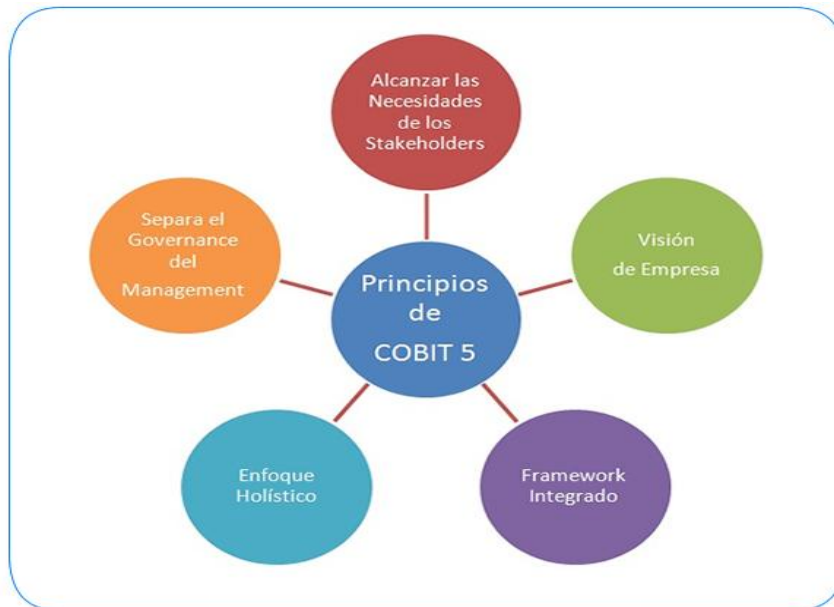 Alcanzar las
Necesidades
de los
Stakeholders
Separa el
Governance
del
Management
Visión
de Empresa
Principios
de
COBIT 5
Enfoque
Holístico
Framework
Integrado